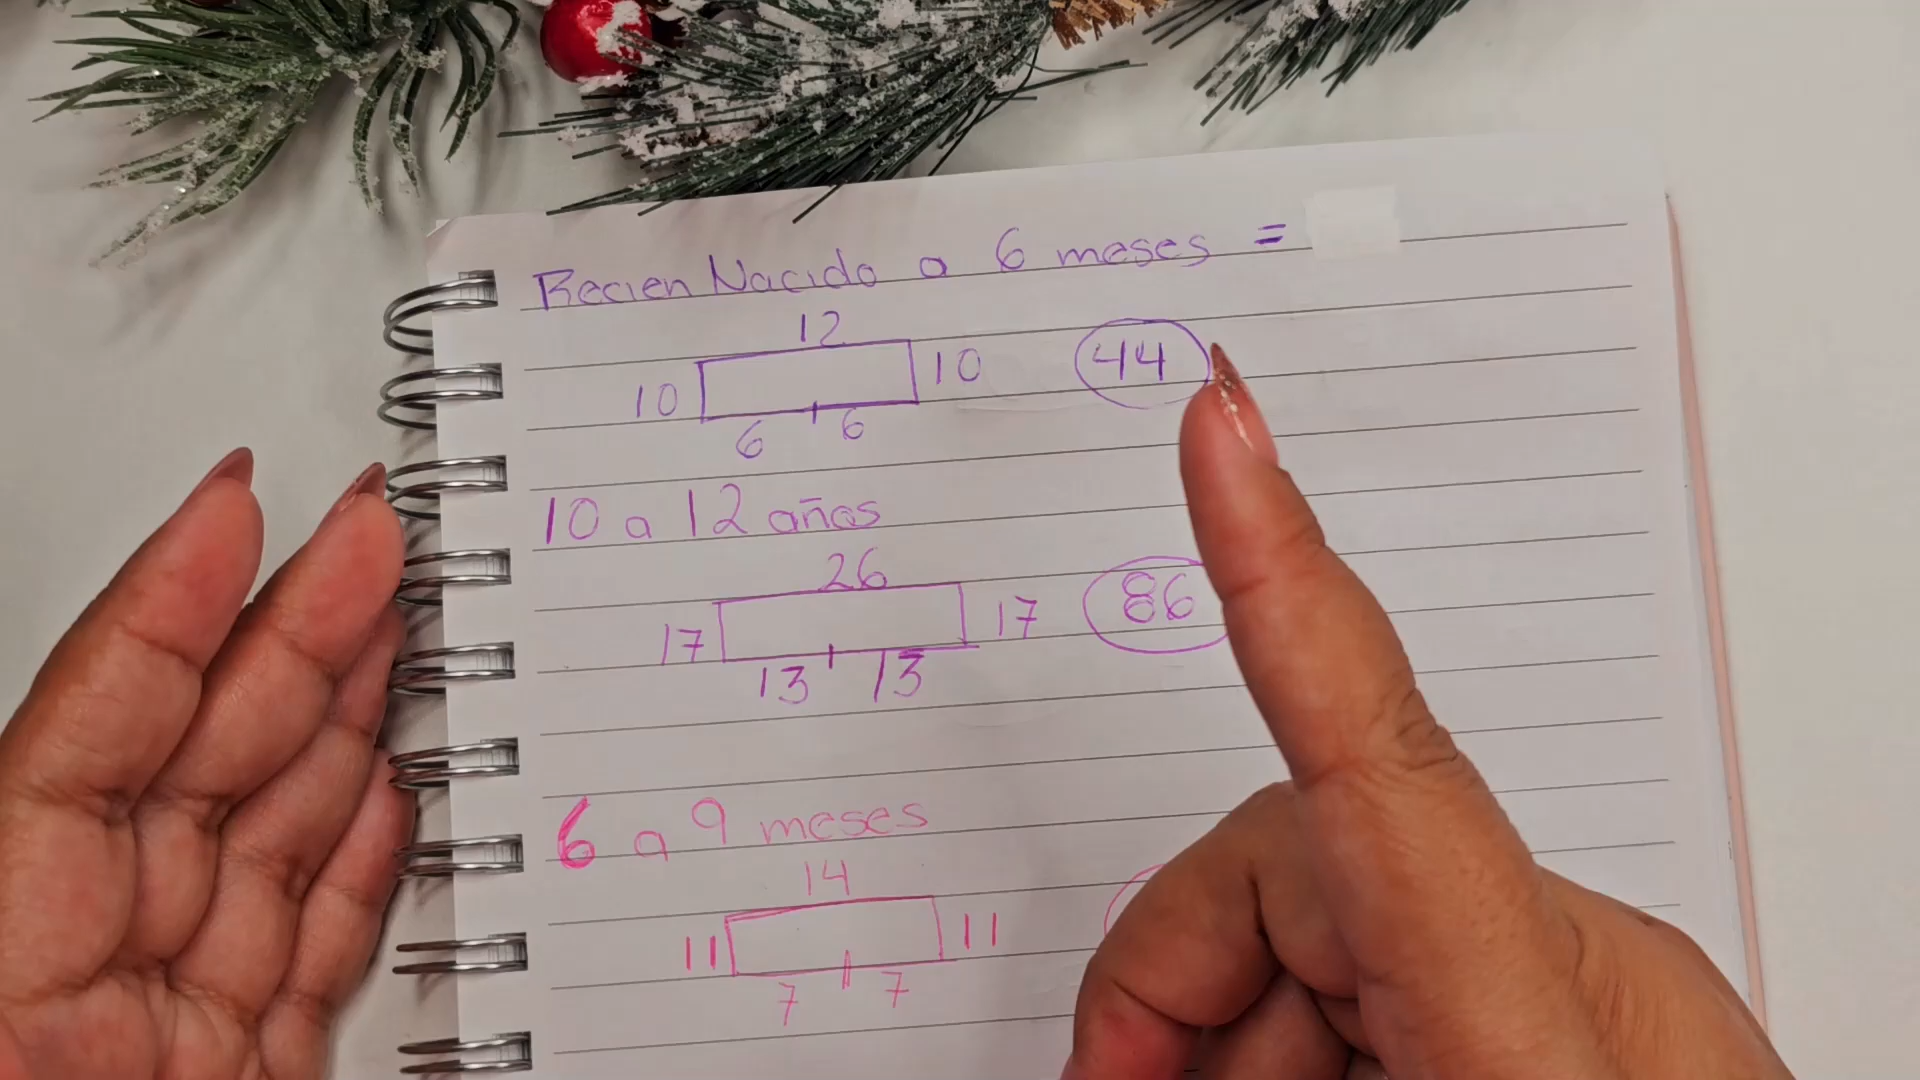 Recien Nacido a 6 meses =
12
10 10 44
6 6
10 a 12 años
26
17 17 86
13 13
6 a 9 meses
14
11 11
7 7